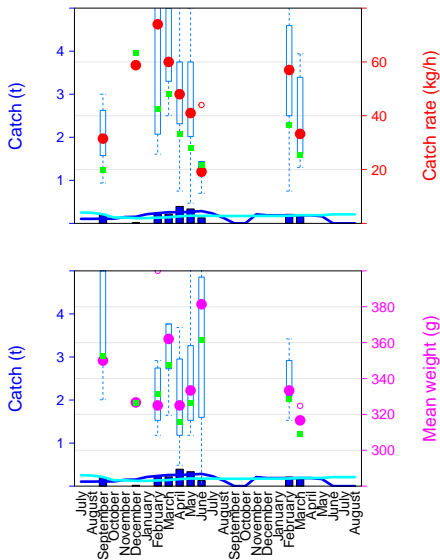 Catch (t)
5
4
3
2
1
Catch rate (kg/h)
60
40
20
Catch (t)
4
3
2
1
Mean weight (g)
380
360
340
320
300
July
August
September
October
November
December
January
February
March
April
May
June
July
August
September
October
November
December
January
February
March
April
May
June
July
August